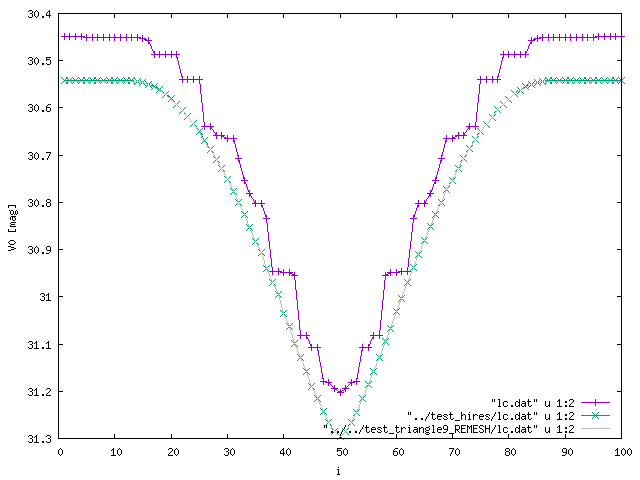 30.4
30.5
30.6
30.7
30.8
30.9
31
31.1
31.2
31.3
V0 [mag]
"lc.dat" u 1:2
"../test_hires/lc.dat" u 1:2
"../../test_triangle9_REMESH/lc.dat" u 1:2
0 10 20 30 40 50 60 70 80 90 100
i